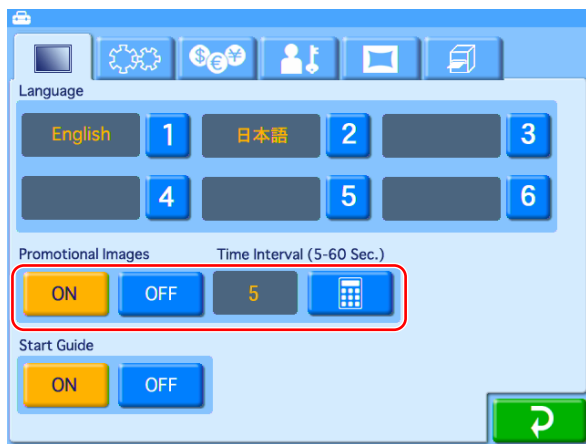 Language
English 1 日本語 2 3
4 5 6
Promotional Images Time Interval (5-60 Sec.)
ON OFF 5
Start Guide
ON OFF